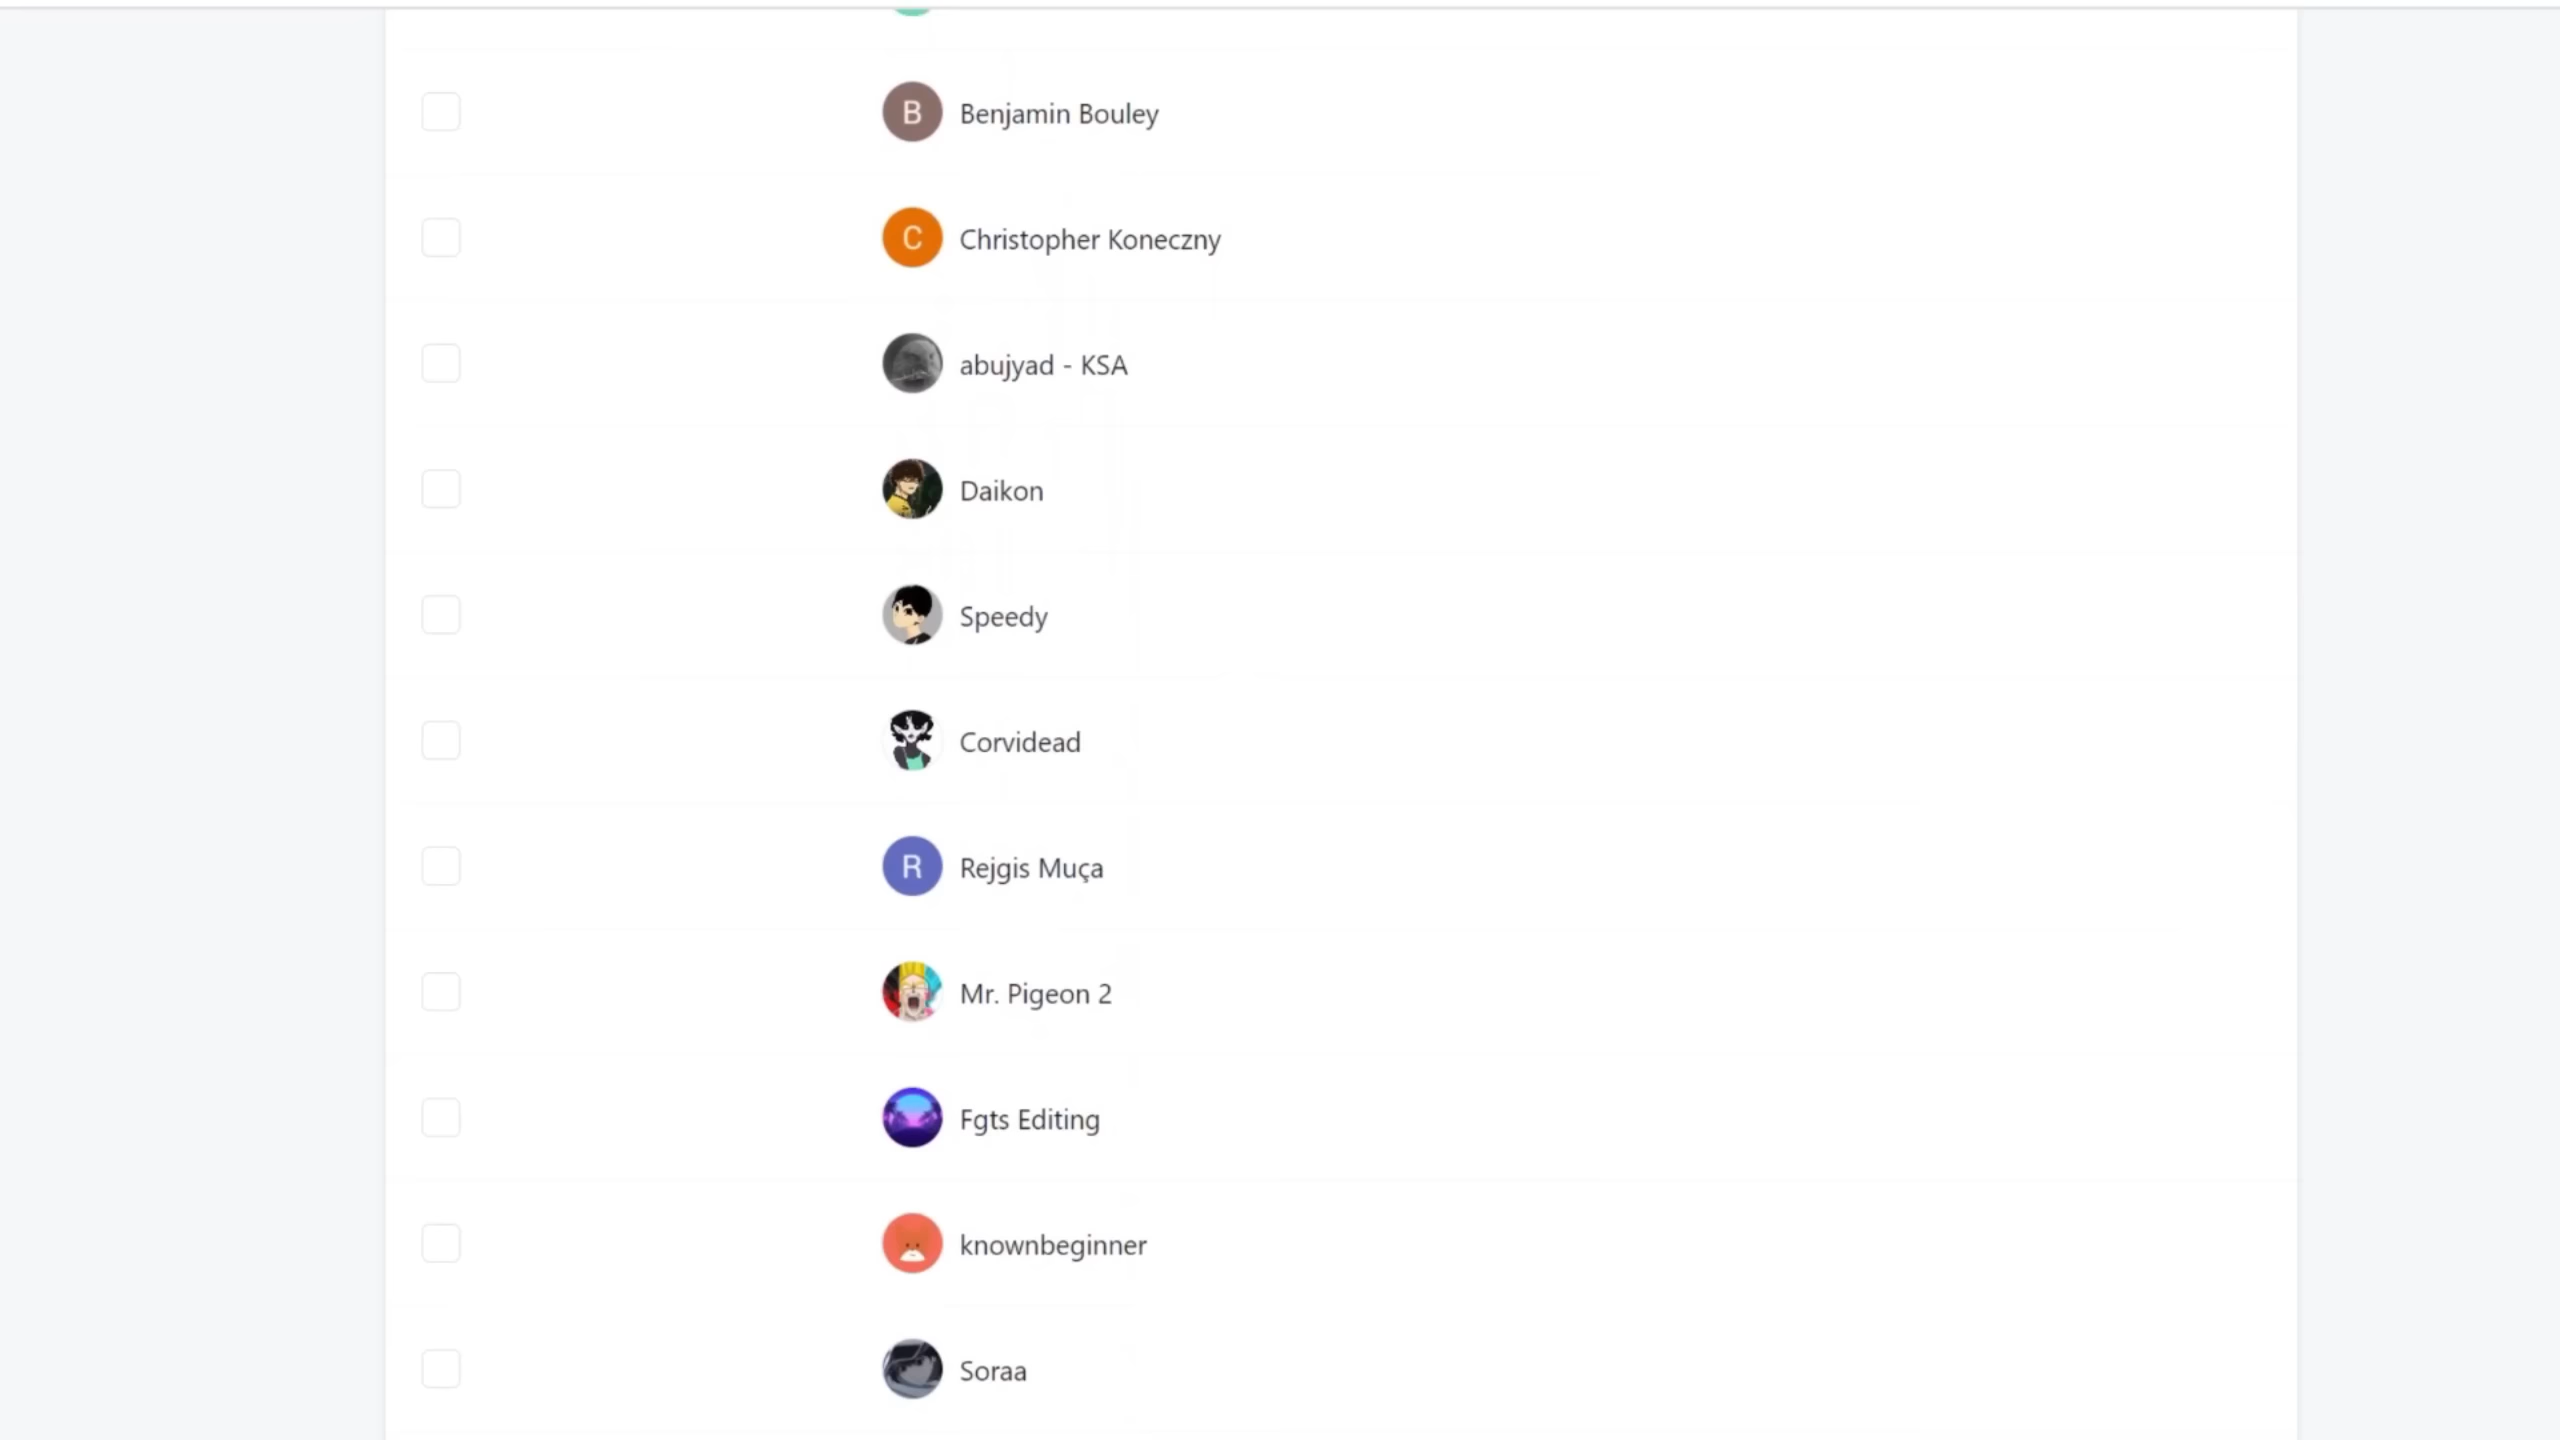 B Benjamin Bouley
C Christopher Koneczny
abujyad - KSA
Daikon
Speedy
Corvidead
R Rejgis Muça
Mr. Pigeon 2
Fgts Editing
knownbeginner
Soraa